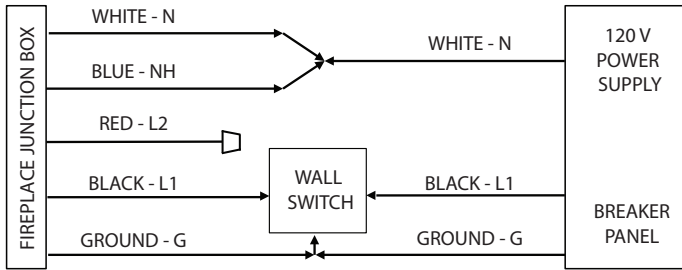 FIREPLACE JUNCTION BOX
WHITE - N
BLUE - NH
RED - L2
BLACK - L1
GROUND - G
WALL
SWITCH
WHITE - N
BLACK - L1
GROUND - G
120 V
POWER
SUPPLY
BREAKER
PANEL